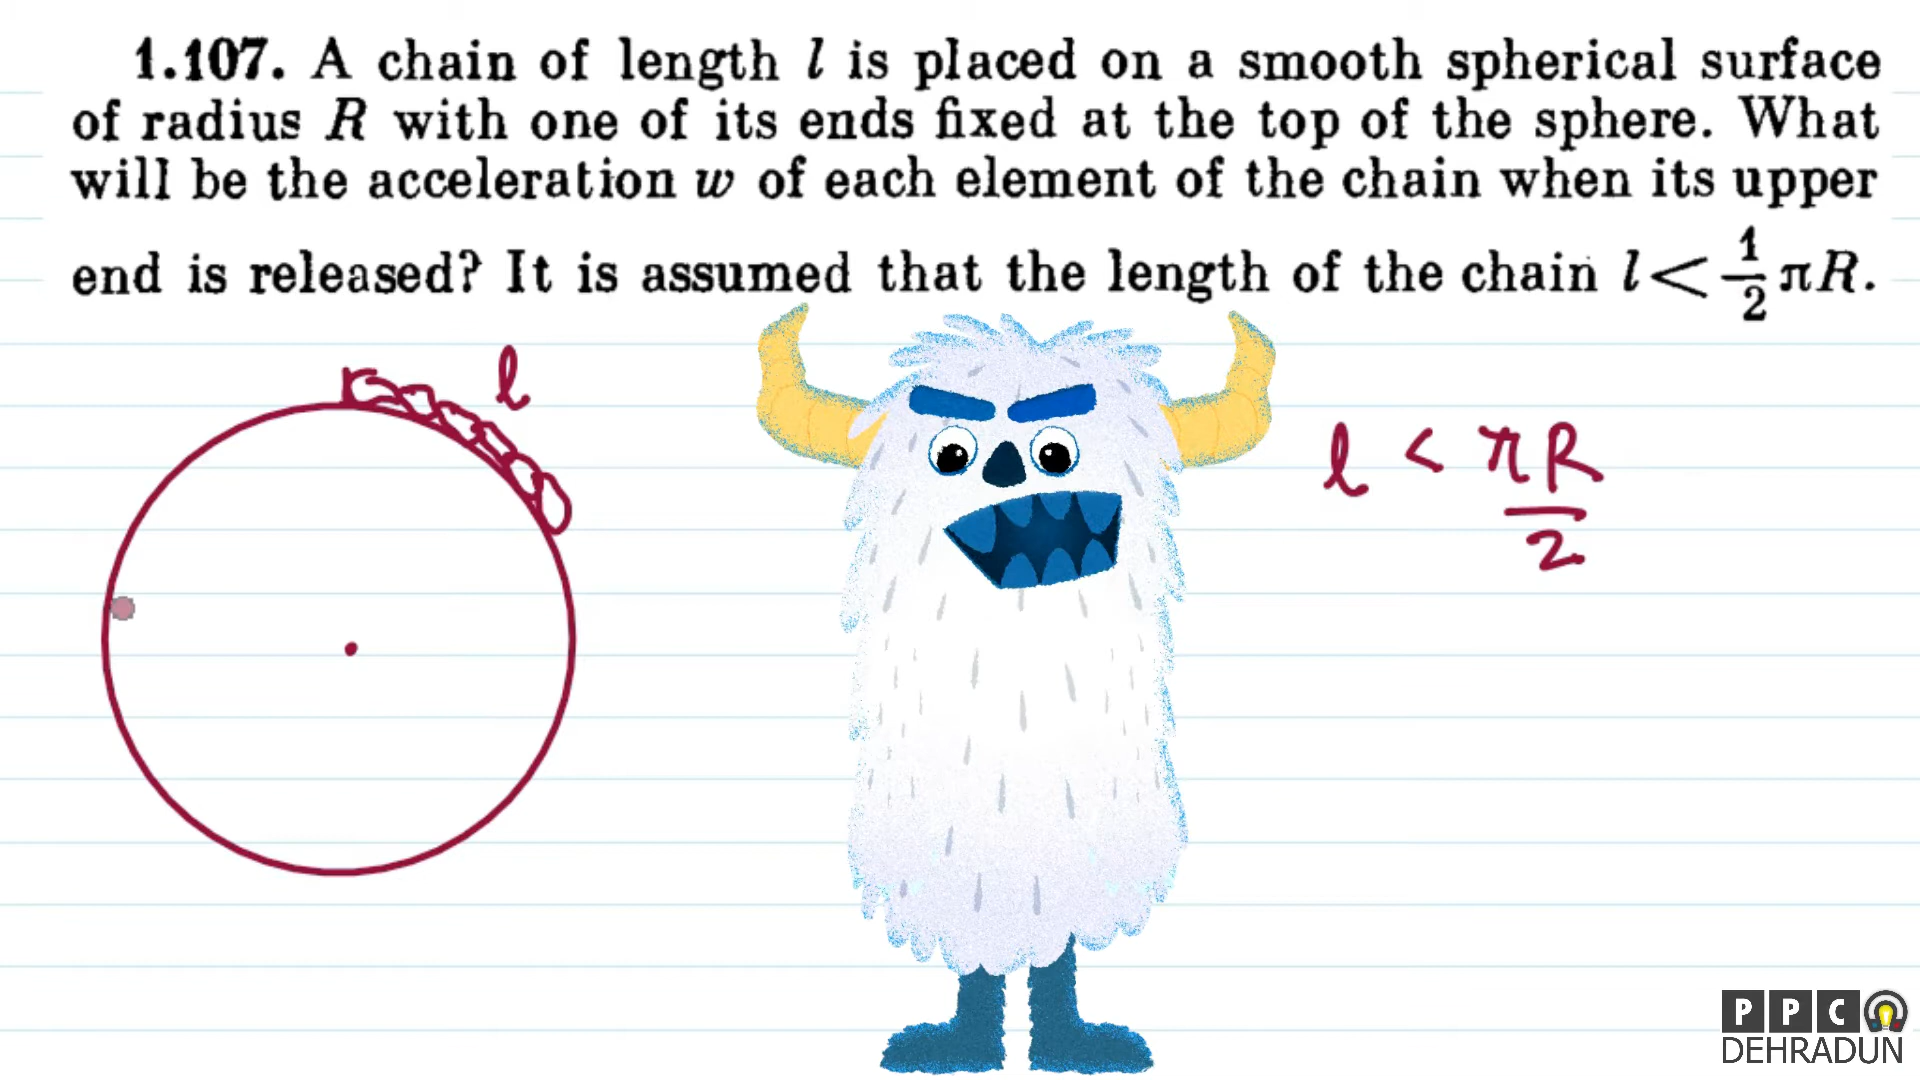 1.107. A chain of length l is placed on a smooth spherical surface
of radius R with one of its ends fixed at the top of the sphere. What
will be the acceleration w of each element of the chain when its upper
end is released? It is assumed that the length of the chain l < 1/2 πR.
l
l < πR/2
PPC
DEHRADUN